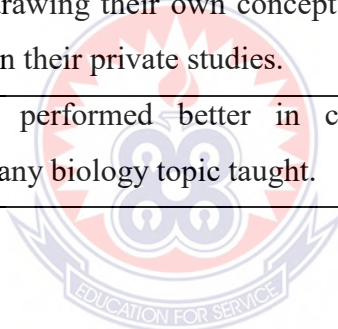 rawing their own concept
n their private studies.
performed better in c
any biology topic taught.
EDUCATION FOR SERVICE